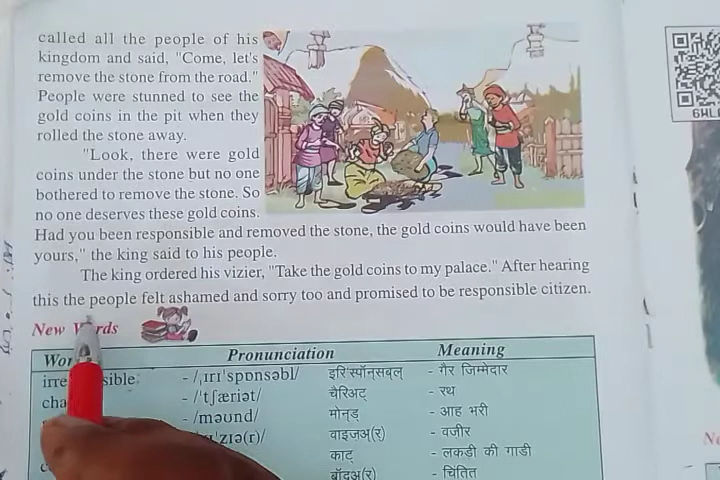 called all the people of his
kingdom and said, "Come, let's
remove the stone from the road."
People were stunned to see the
gold coins in the pit when they
rolled the stone away.
"Look, there were gold
coins under the stone but no one
bothered to remove the stone. So
no one deserves these gold coins.
Had you been responsible and removed the stone, the gold coins would have been
yours," the king said to his people.
The king ordered his vizier, "Take the gold coins to my palace." After hearing
this the people felt ashamed and sorry too and promised to be responsible citizen.
New Words
Pronunciation Meaning
- /ˌɪrɪ'spɒnsəbl/ इरि'स्पॉन्सबल् - गैर जिम्मेदार
- /'tʃæriət/ चैरिअट् - रथ
- /məʊnd/ मोन्ड् - आह भरी
वाइज़अ(र्) - वज़ीर
काट् - लकडी की गाडी
बॉदअ(र्) - चिंतित